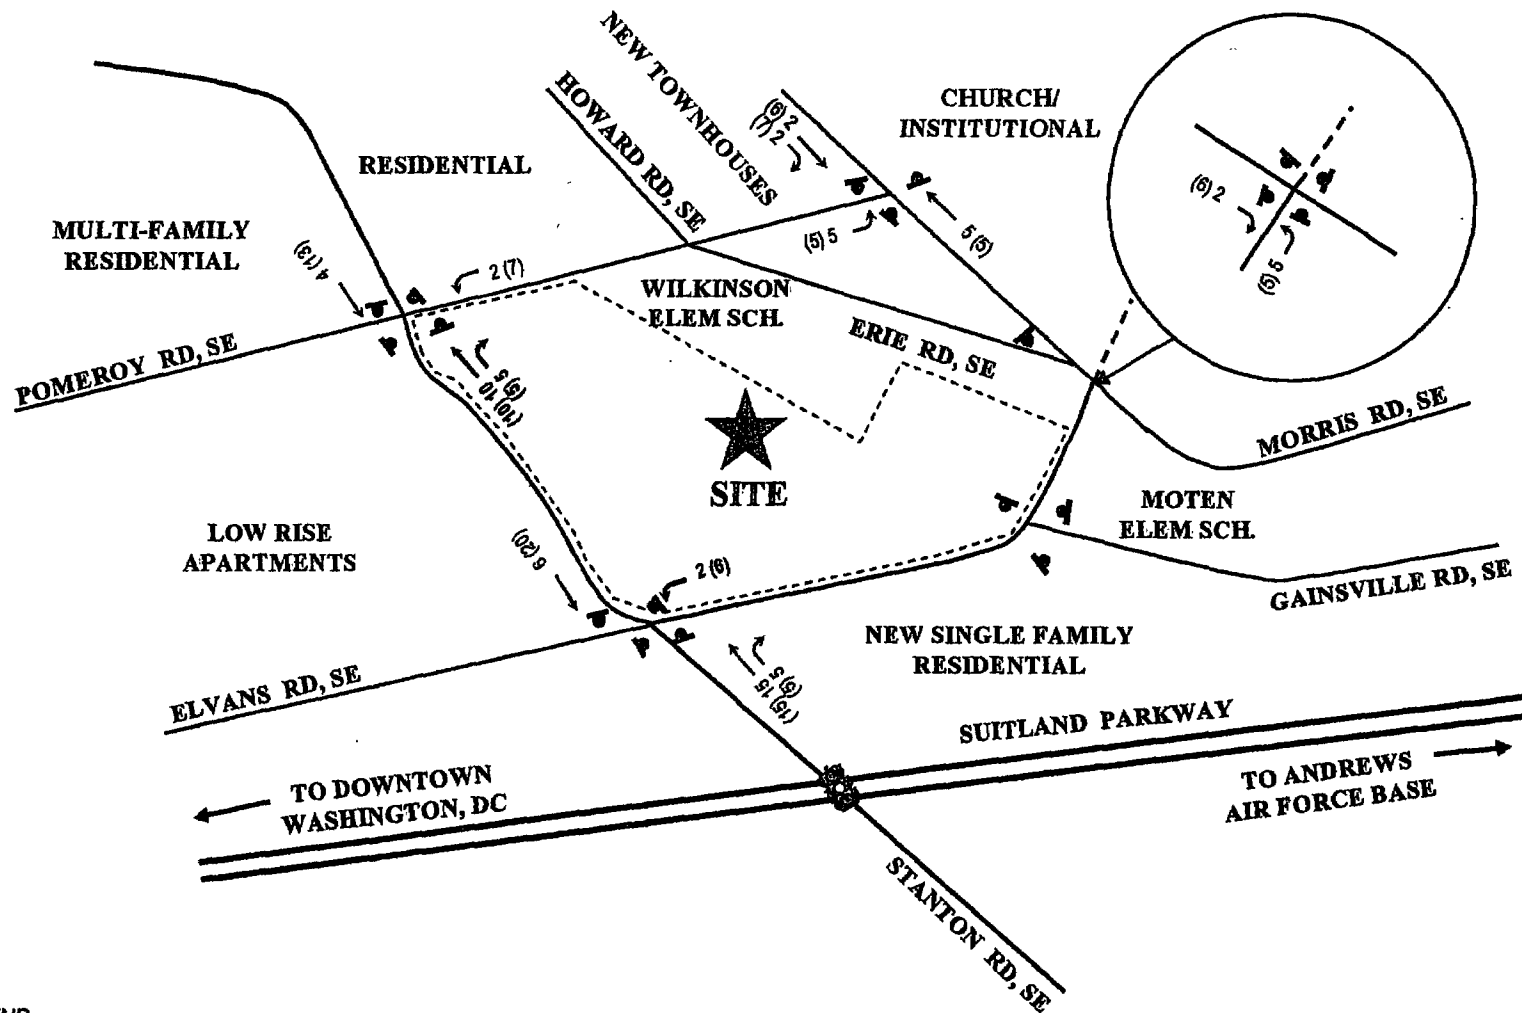 NEW TOWNHOUSES
HOWARD RD, SE
(6) 2
(7) 2
CHURCH/
INSTITUTIONAL
RESIDENTIAL
MULTI-FAMILY
RESIDENTIAL
4 (13)
2 (7)
(5) 5
5 (5)
(6) 2
(5) 5
WILKINSON
ELEM SCH.
ERIE RD, SE
POMEROY RD, SE
(5) 5
(10) 10
SITE
MORRIS RD, SE
MOTEN
ELEM SCH.
GAINSVILLE RD, SE
LOW RISE
APARTMENTS
6 (20)
2 (6)
NEW SINGLE FAMILY
RESIDENTIAL
ELVANS RD, SE
(5) 5
(15) 15
SUITLAND PARKWAY
TO DOWNTOWN
WASHINGTON, DC
TO ANDREWS
AIR FORCE BASE
STANTON RD, SE